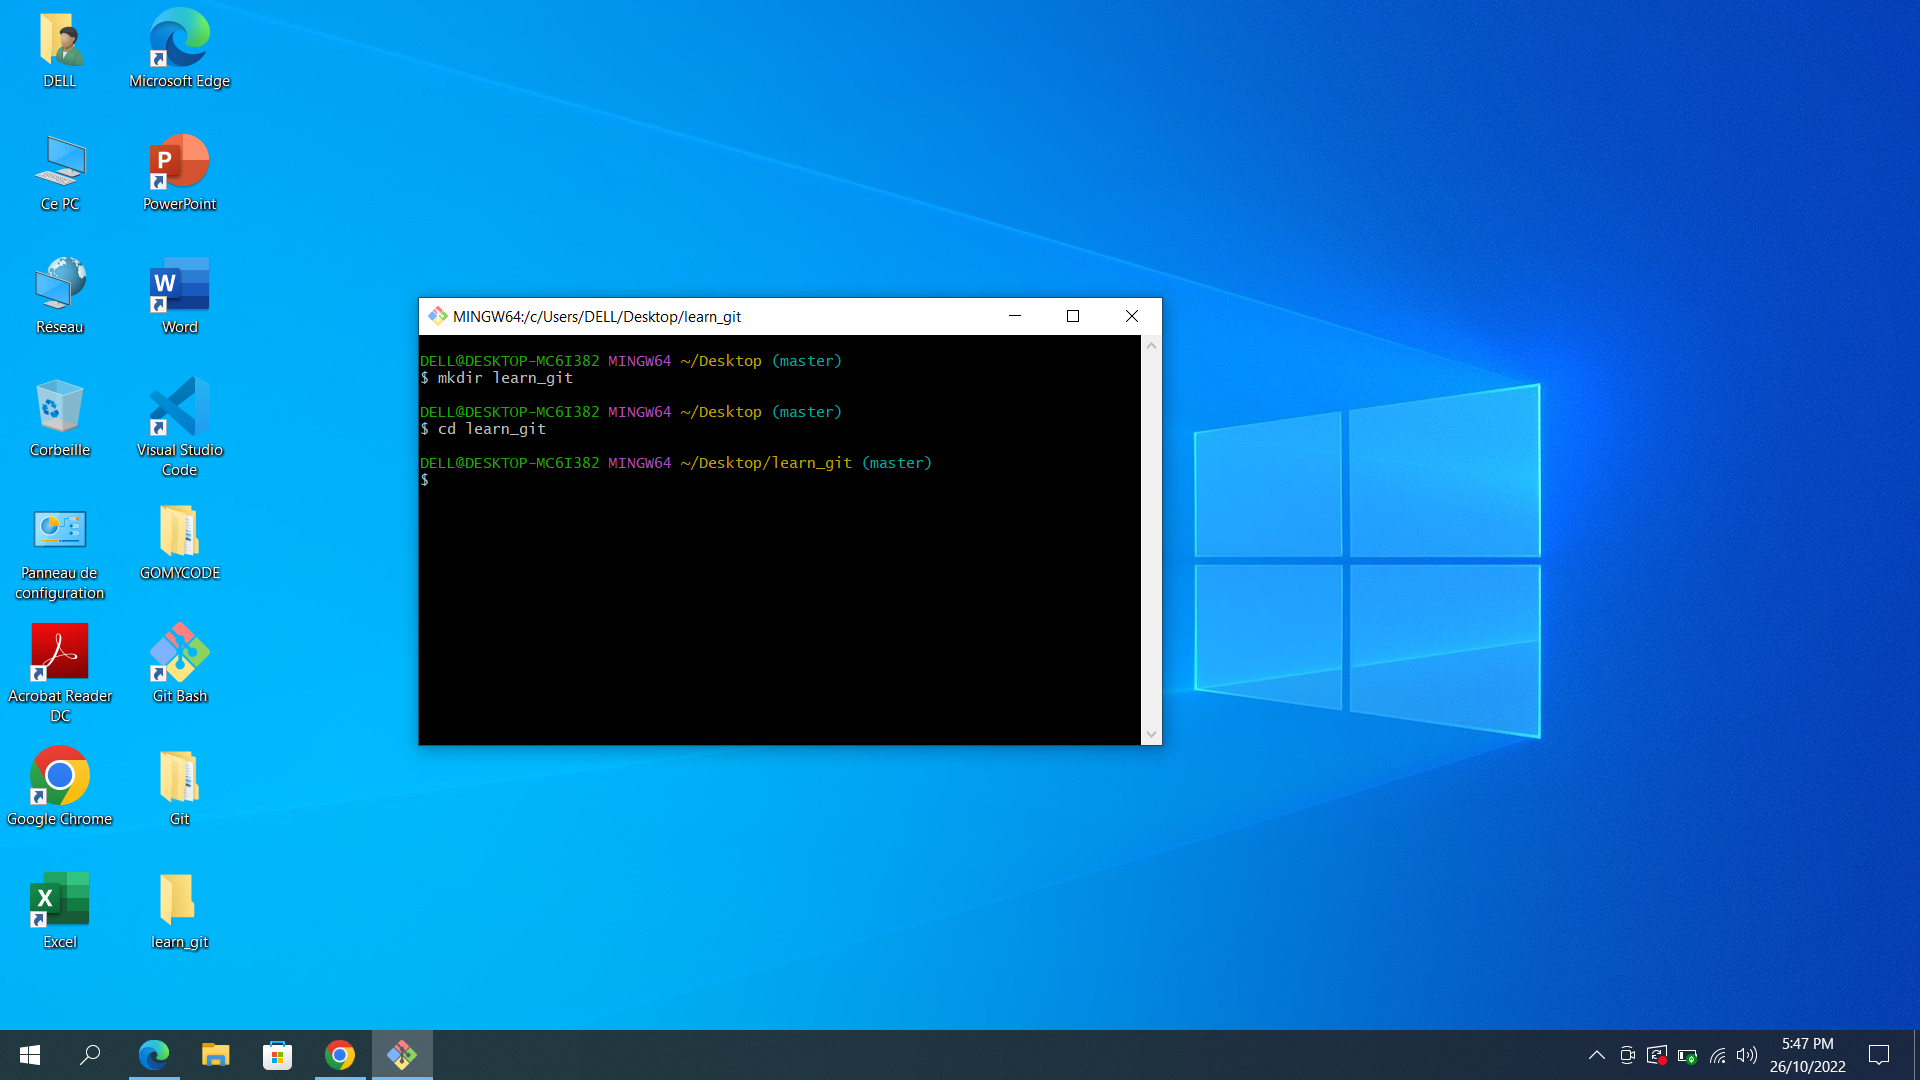 DELL
Microsoft Edge
Ce PC
PowerPoint
Réseau
Word
Corbeille
Visual Studio
Code
Panneau de
configuration
GOMYCODE
Acrobat Reader
DC
Git Bash
Google Chrome
Git
Excel
learn_git
MINGW64:/c/Users/DELL/Desktop/learn_git
DELL@DESKTOP-MC6I382 MINGW64 ~/Desktop (master)
$ mkdir learn_git
DELL@DESKTOP-MC6I382 MINGW64 ~/Desktop (master)
$ cd learn_git
DELL@DESKTOP-MC6I382 MINGW64 ~/Desktop/learn_git (master)
$
5:47 PM
26/10/2022